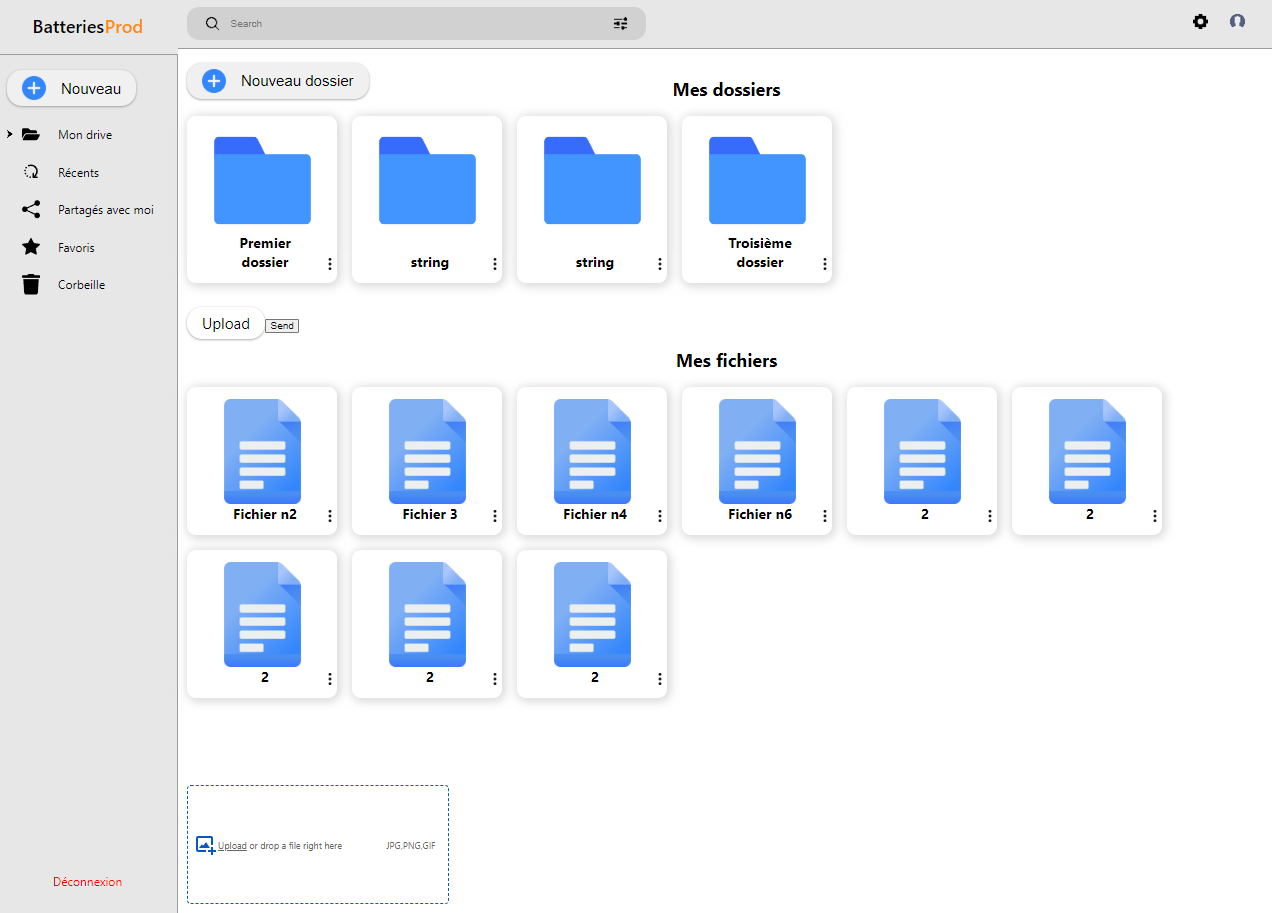 BatteriesProd
Search
Nouveau
Mon drive
Récents
Partagés avec moi
Favoris
Corbeille
Déconnexion
Nouveau dossier
Mes dossiers
Premier
dossier
string
string
Troisième
dossier
Upload
Send
Mes fichiers
Fichier n2
Fichier 3
Fichier n4
Fichier n6
2
2
2
2
2
Upload or drop a file right here
JPG,PNG,GIF